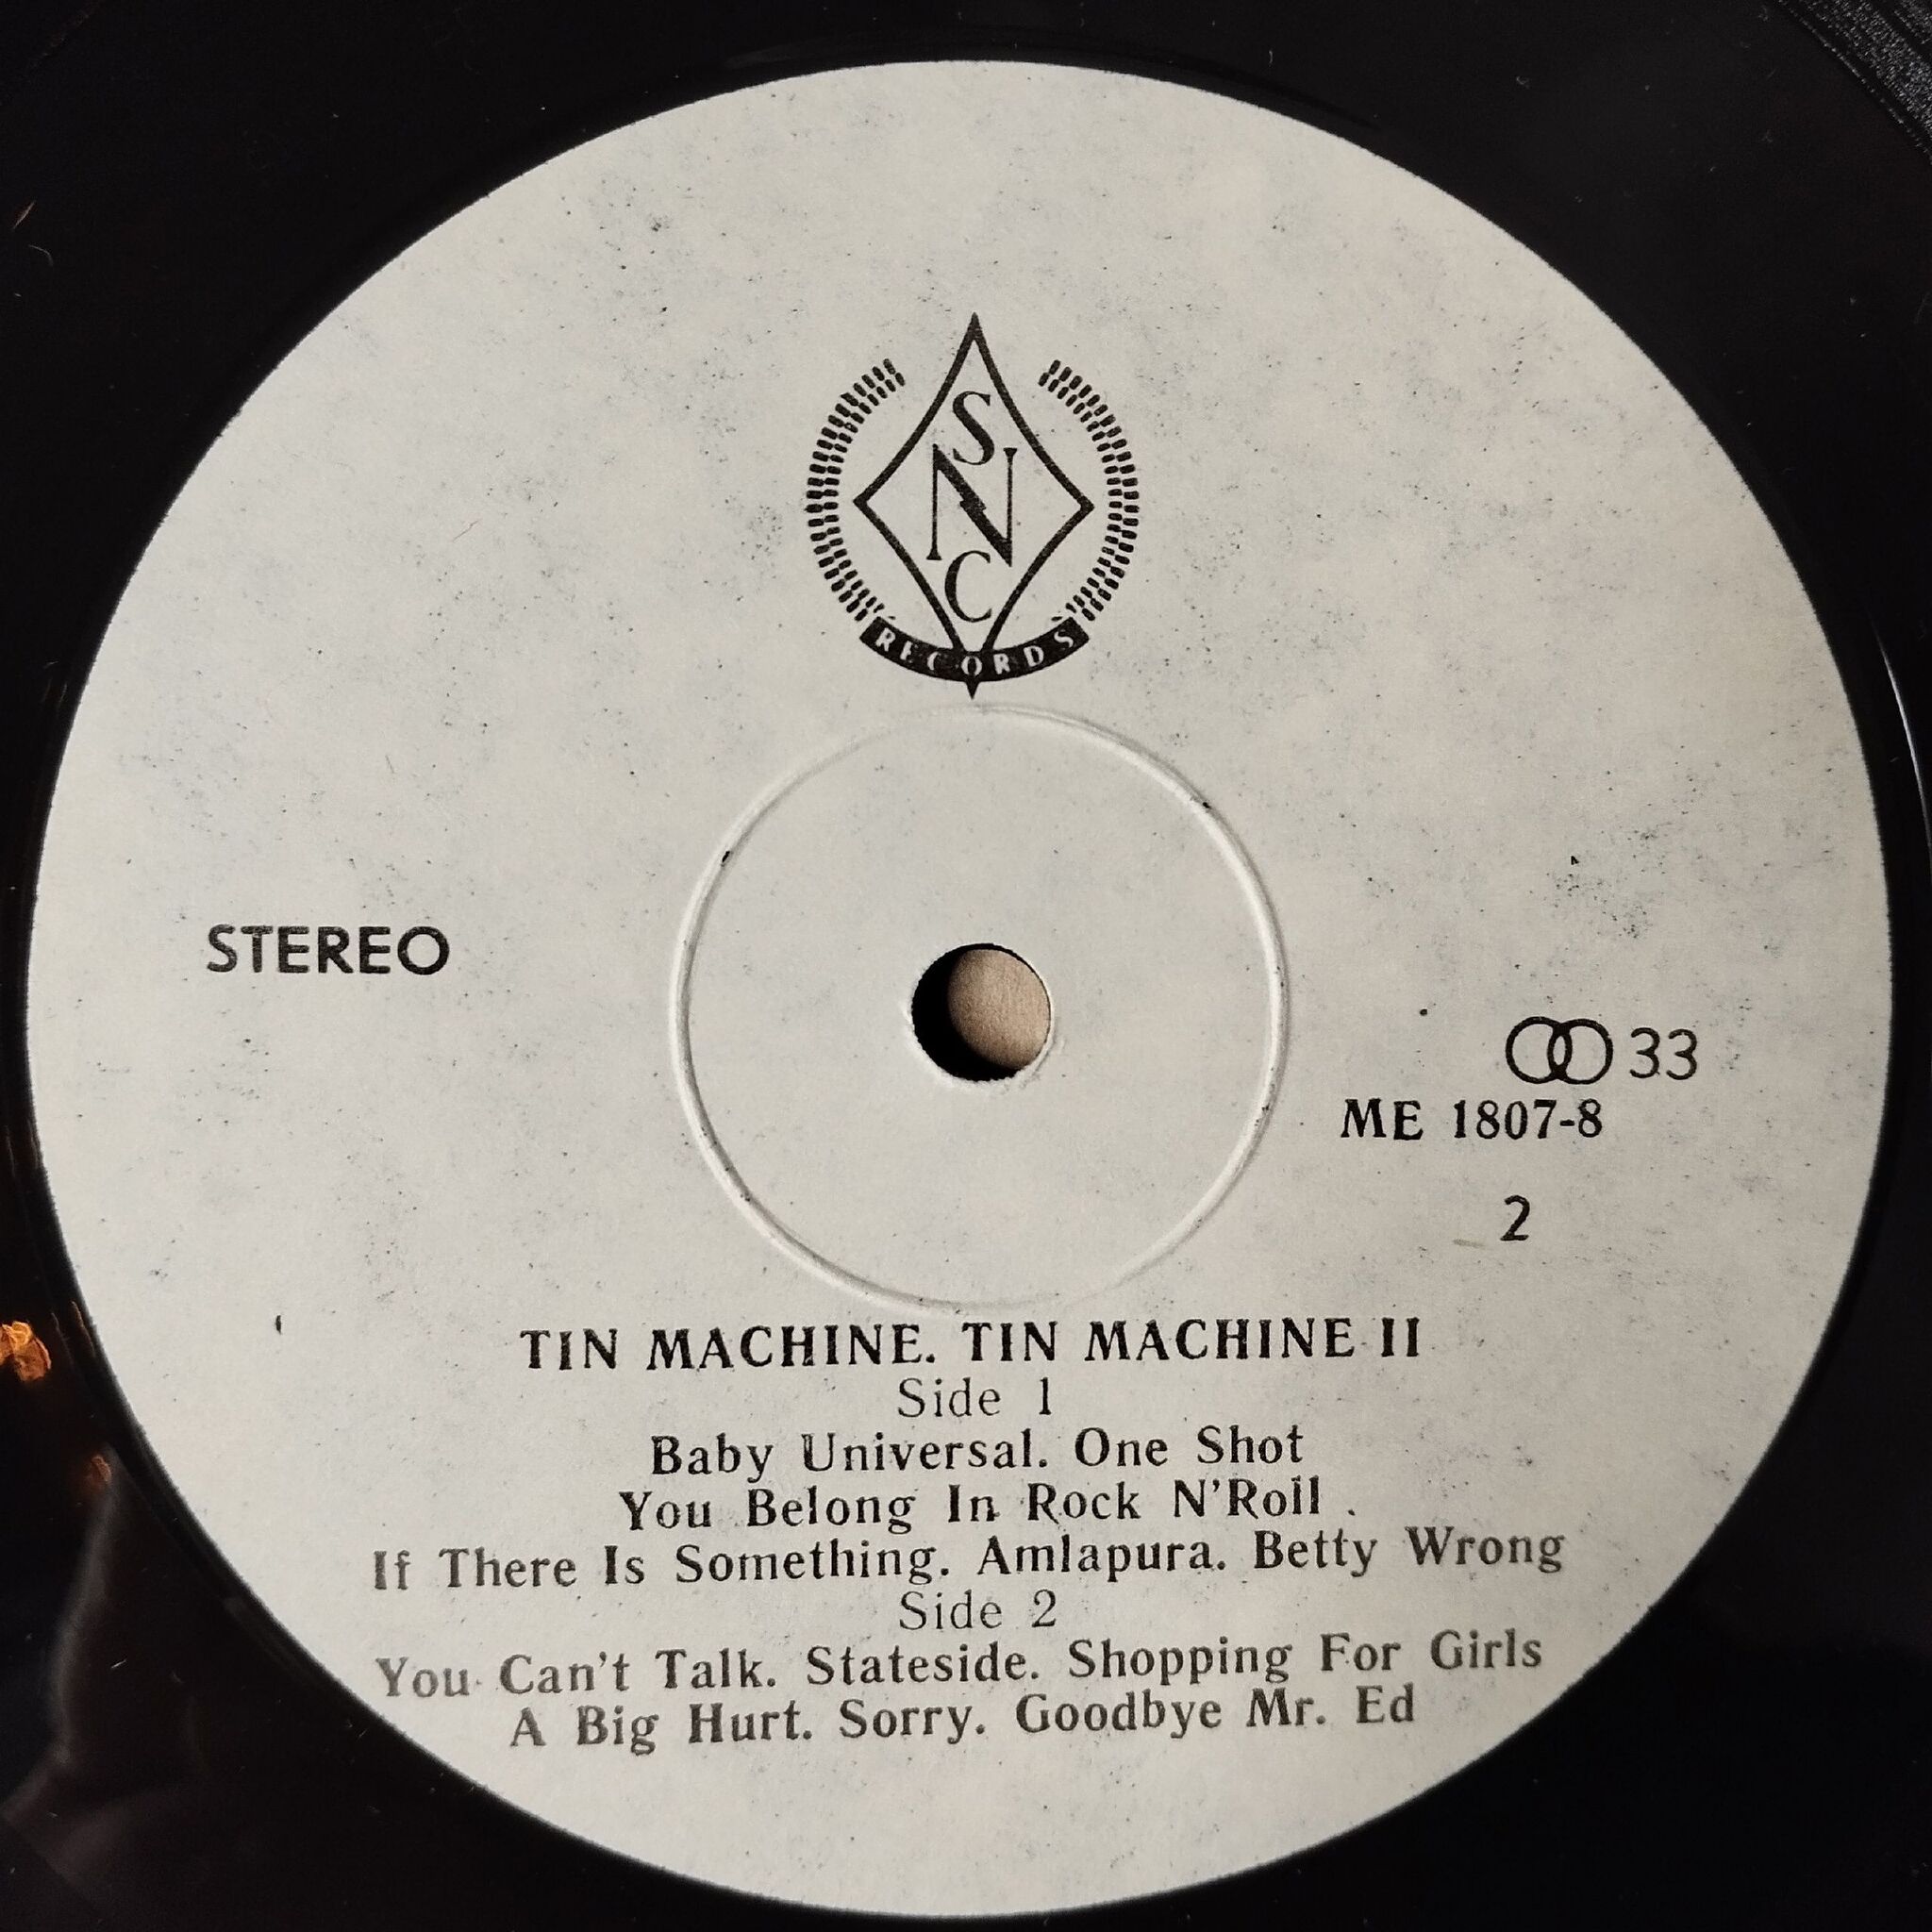 S
N
C
RECORDS
STEREO
33
ME 1807-8
2
TIN MACHINE. TIN MACHINE II
Side 1
Baby Universal. One Shot
You Belong In Rock N'Roll .
If There Is Something. Amlapura. Betty Wrong
Side 2
You Can't Talk. Stateside. Shopping For Girls
A Big Hurt. Sorry. Goodbye Mr. Ed